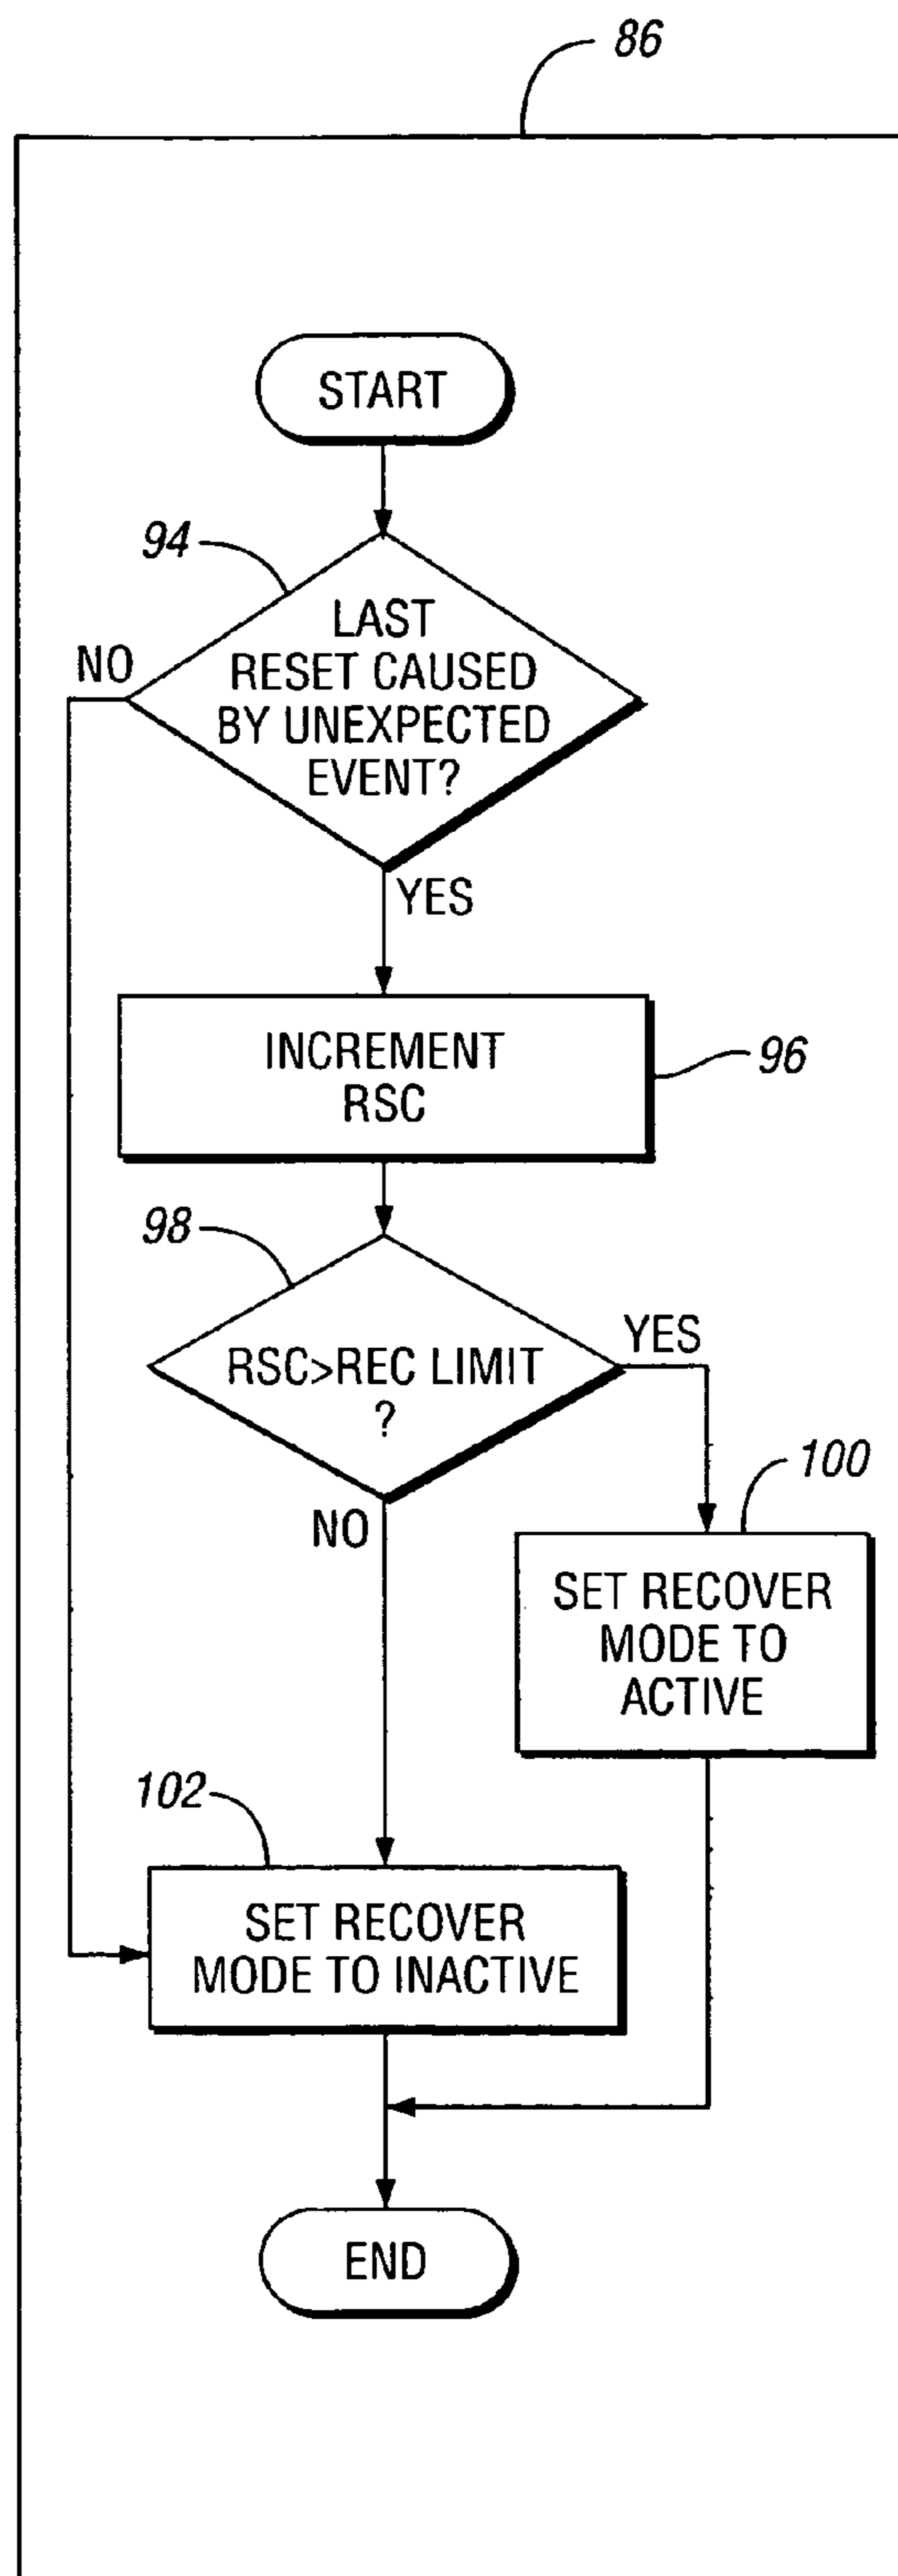 86
START
94
LAST
RESET CAUSED
BY UNEXPECTED
EVENT?
NO
YES
INCREMENT
RSC
96
98
RSC>REC LIMIT
?
YES
NO
100
SET RECOVER
MODE TO
ACTIVE
102
SET RECOVER
MODE TO INACTIVE
END